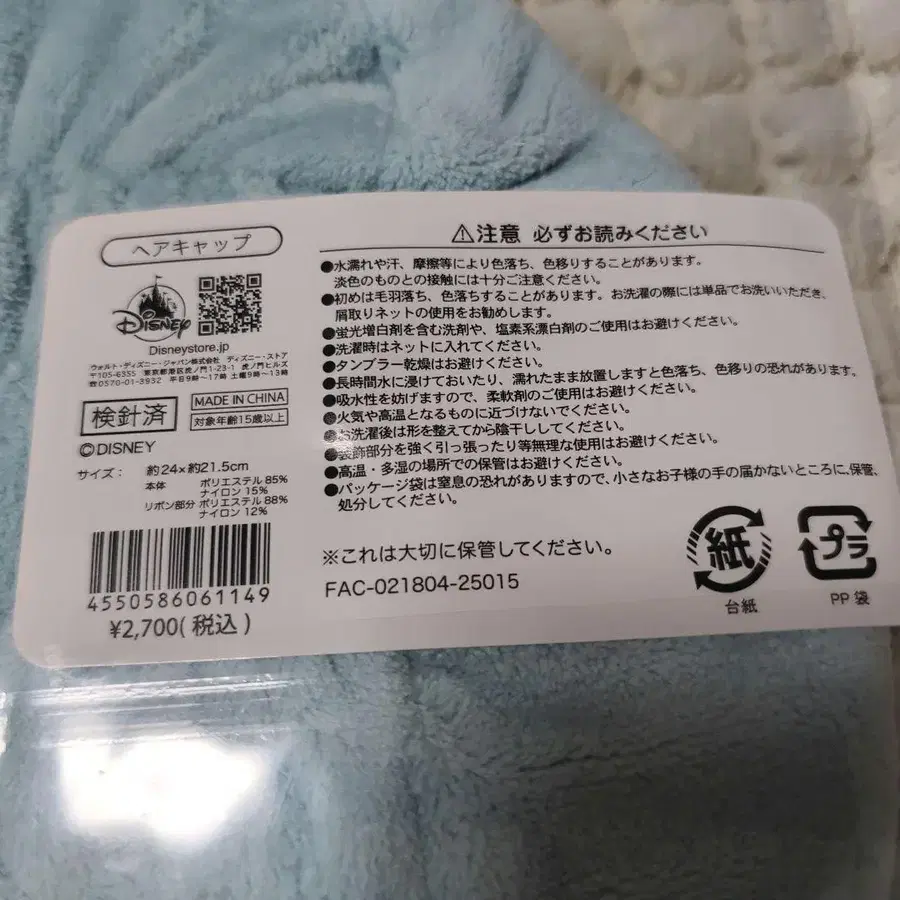 ヘアキャップ
DISNEY
Disneystore.jp
ウォルト・ディズニー・ジャパン株式会社 ディズニー・ストア
〒105-6355 東京都港区虎ノ門1-23-1 虎ノ門ヒルズ
☎0570-01-3932 平日9時〜17時 土曜9時〜13時
検針済
MADE IN CHINA
対象年齢15歳以上
©DISNEY
サイズ： 約24×約21.5cm
本体 ポリエステル 85%
ナイロン 15%
リボン部分 ポリエステル 88%
ナイロン 12%
4550586061149
¥2,700(税込)
⚠注意 必ずお読みください
●水濡れや汗、摩擦等により色落ち、色移りすることがあります。
淡色のものとの接触には十分ご注意ください。
●初めは毛羽落ち、色落ちすることがあります。お洗濯の際には単品でお洗いいただき、
屑取りネットの使用をお勧めします。
●蛍光増白剤を含む洗剤や、塩素系漂白剤のご使用はお避けください。
●洗濯時はネットに入れてください。
●タンブラー乾燥はお避けください。
●長時間水に浸けておいたり、濡れたまま放置しますと色落ち、色移りの恐れがあります。
●吸水性を妨げますので、柔軟剤のご使用はお避けください。
●火気や高温となるものに近づけないでください。
●お洗濯後は形を整えてから陰干ししてください。
●装飾部分を強く引っ張ったり等無理な使用はお避けください。
●高温・多湿の場所での保管はお避けください。
●パッケージ袋は窒息の恐れがありますので、小さなお子様の手の届かないところに保管、
処分してください。
※これは大切に保管してください。
FAC-021804-25015
紙
台紙
プラ
PP 袋